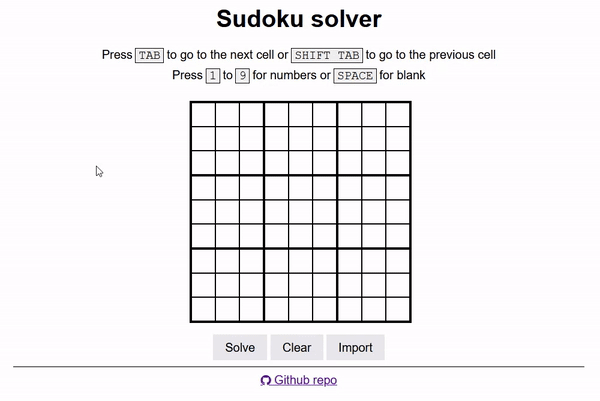 Sudoku solver
Press TAB to go to the next cell or SHIFT TAB to go to the previous cell
Press 1 to 9 for numbers or SPACE for blank
Solve Clear Import
Github repo